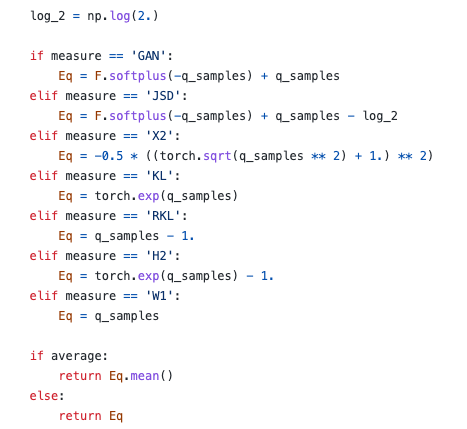 log_2 = np.log(2.)

if measure == 'GAN':
    Eq = F.softplus(-q_samples) + q_samples
elif measure == 'JSD':
    Eq = F.softplus(-q_samples) + q_samples - log_2
elif measure == 'X2':
    Eq = -0.5 * ((torch.sqrt(q_samples ** 2) + 1.) ** 2)
elif measure == 'KL':
    Eq = torch.exp(q_samples)
elif measure == 'RKL':
    Eq = q_samples - 1.
elif measure == 'H2':
    Eq = torch.exp(q_samples) - 1.
elif measure == 'W1':
    Eq = q_samples

if average:
    return Eq.mean()
else:
    return Eq